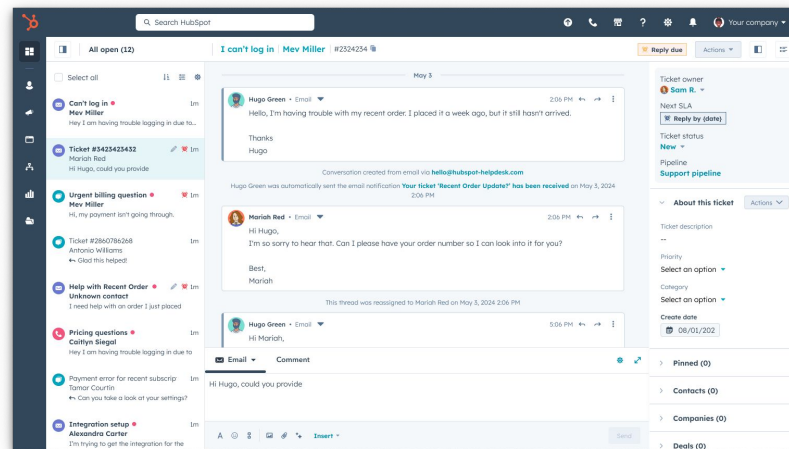 Search HubSpot
?
Your company
All open (12)
I can't log in Mev Miller #2324234
Reply due
Actions
Select all
Can't log in 1m
Mev Miller
Hey I am having trouble logging in due to...
Ticket #3423423432 1m
Mariah Red
Hi Hugo, could you provide
Urgent billing question 1m
Mev Miller
Hi, my payment isn't going through.
Ticket #2860786268 1m
Antonio Williams
Glad this helped!
Help with Recent Order 1m
Unknown contact
I need help with an order I just placed
Pricing questions 1m
Caitlyn Siegal
Hey I am having trouble logging in due to
Payment error for recent subscrip 1m
Tamar Courtin
Can you take a look at your settings?
Integration setup 1m
Alexandra Carter
I'm trying to get the integration for the
May 3
Hugo Green • Email 2:06 PM
Hello, I'm having trouble with my recent order. I placed it a week ago, but it still hasn't arrived.
Thanks
Hugo
Conversation created from email via hello@hubspot-helpdesk.com
Hugo Green was automatically sent the email notification Your ticket 'Recent Order Update?' has been received on May 3, 2024
2:06 PM
Mariah Red • Email 2:06 PM
Hi Hugo,
I'm so sorry to hear that. Can I please have your order number so I can look into it for you?
Best,
Mariah
This thread was reassigned to Mariah Red on May 3, 2024 2:06 PM
Hugo Green • Email 5:06 PM
Hi Mariah,
Email
Comment
Hi Hugo, could you provide
A
Insert
Send
Ticket owner
Sam R.
Next SLA
Reply by {date}
Ticket status
New
Pipeline
Support pipeline
About this ticket
Actions
Ticket description
--
Priority
Select an option
Category
Select an option
Create date
08/01/202
Pinned (0)
Contacts (0)
Companies (0)
Deals (0)